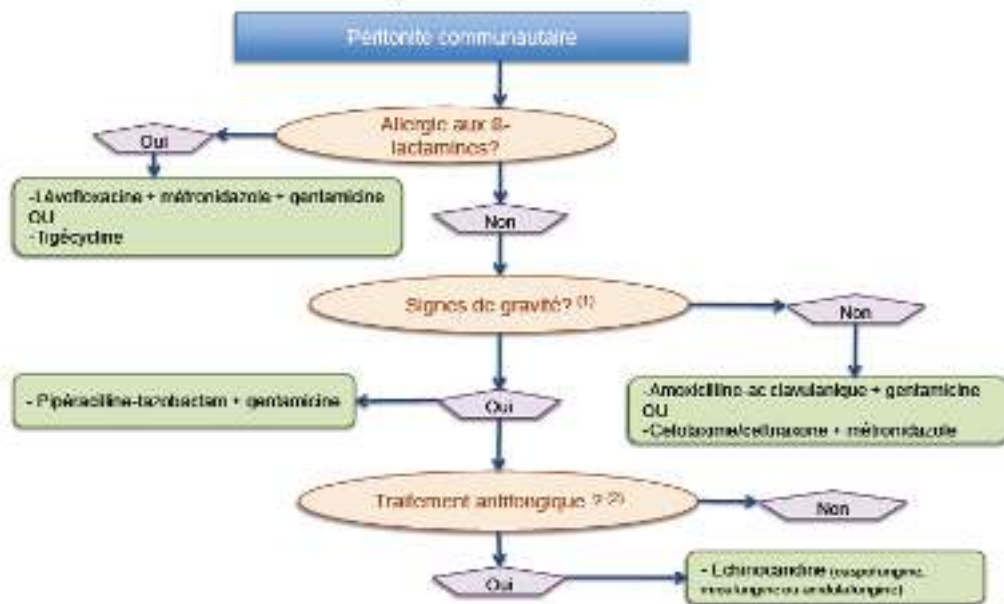 Péritonite communautaire
Allergie aux β-
lactamines?
Oui
-Lévofloxacine + métronidazole + gentamicine
OU
-Tigécycline
Non
Signes de gravité? (1)
Non
-Amoxicilline-ac clavulanique + gentamicine
OU
-Céfotaxime/ceftriaxone + métronidazole
- Pipéracilline-tazobactam + gentamicine
Oui
Traitement antifongique ? (2)
Non
Oui
- Echinocandine (caspofungine,
micafungine ou anidulafungine)